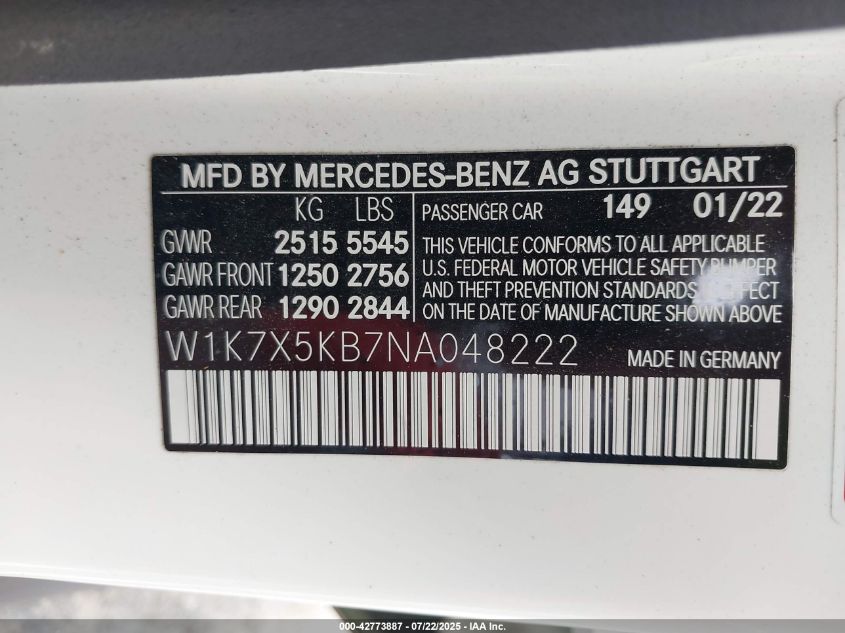 MFD BY MERCEDES-BENZ AG STUTTGART
KG LBS
GVWR 2515 5545
GAWR FRONT 1250 2756
GAWR REAR 1290 2844
PASSENGER CAR 149 01/22
THIS VEHICLE CONFORMS TO ALL APPLICABLE
U.S. FEDERAL MOTOR VEHICLE SAFETY BUMPER
AND THEFT PREVENTION STANDARDS IN EFFECT
ON THE DATE OF MANUFACTURE SHOWN ABOVE
W1K7X5KB7NA048222 MADE IN GERMANY
000-42773887 - 07/22/2025 - IAA Inc.